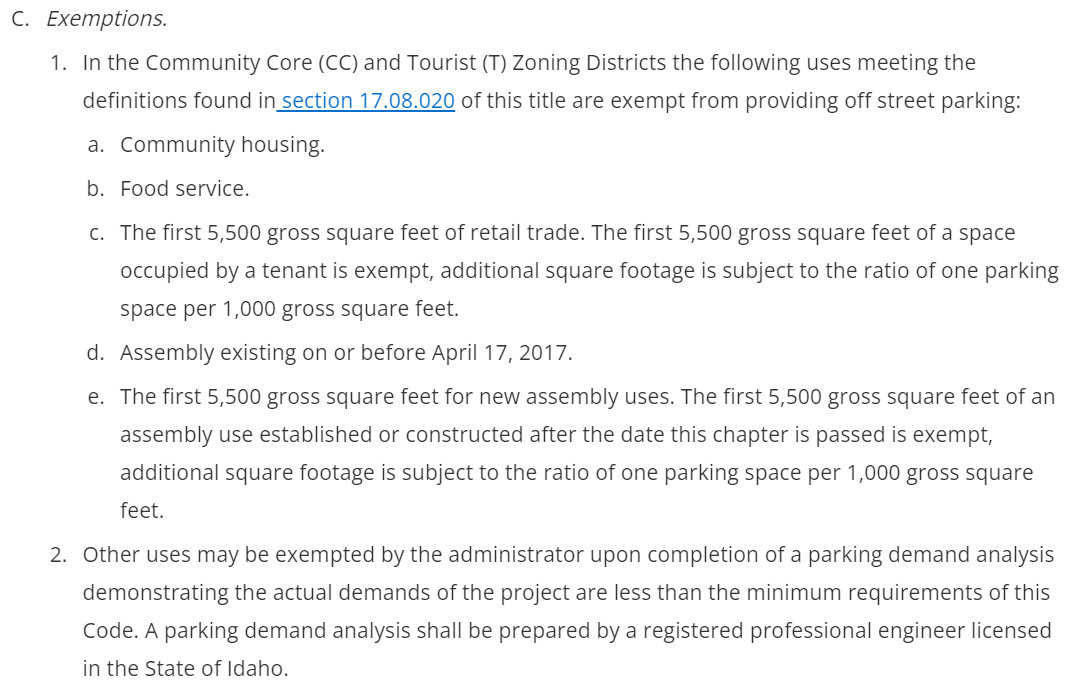 C. Exemptions.
1. In the Community Core (CC) and Tourist (T) Zoning Districts the following uses meeting the
definitions found in section 17.08.020 of this title are exempt from providing off street parking:
a. Community housing.
b. Food service.
c. The first 5,500 gross square feet of retail trade. The first 5,500 gross square feet of a space
occupied by a tenant is exempt, additional square footage is subject to the ratio of one parking
space per 1,000 gross square feet.
d. Assembly existing on or before April 17, 2017.
e. The first 5,500 gross square feet for new assembly uses. The first 5,500 gross square feet of an
assembly use established or constructed after the date this chapter is passed is exempt,
additional square footage is subject to the ratio of one parking space per 1,000 gross square
feet.
2. Other uses may be exempted by the administrator upon completion of a parking demand analysis
demonstrating the actual demands of the project are less than the minimum requirements of this
Code. A parking demand analysis shall be prepared by a registered professional engineer licensed
in the State of Idaho.